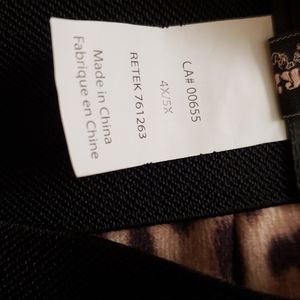 CA# 00655
4X/5X
RETEK 761263
Made in China
Fabrique en Chine